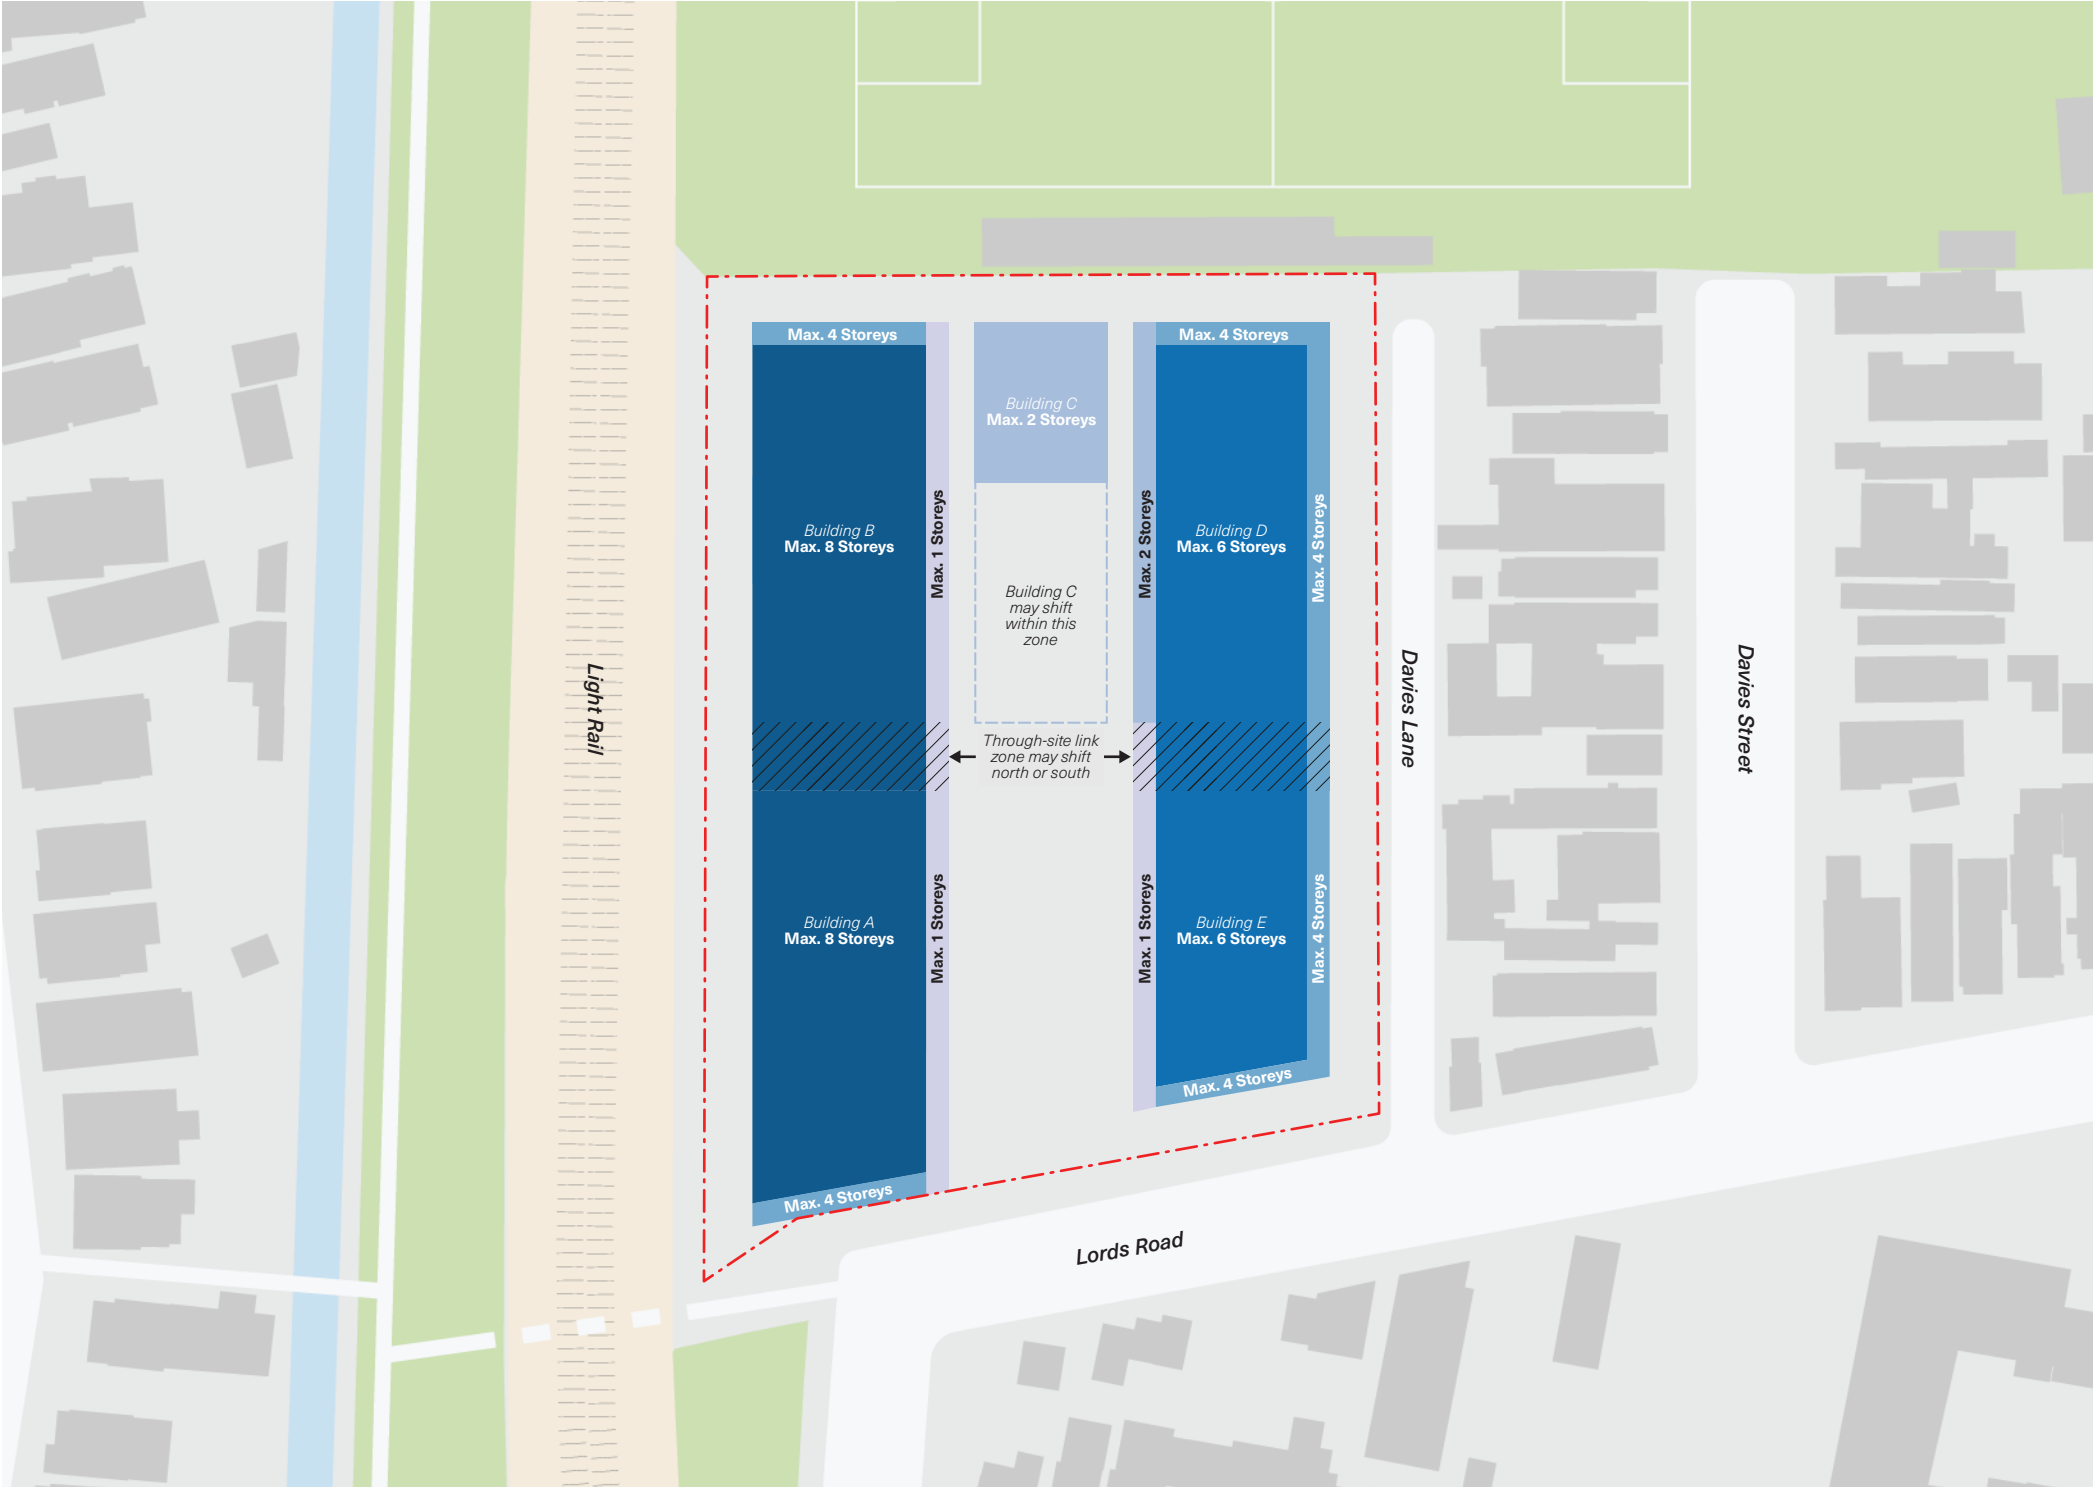 Max. 4 Storeys
Max. 4 Storeys
Building C
Max. 2 Storeys
Building B
Max. 8 Storeys
Max. 1 Storeys
Max. 2 Storeys
Building D
Max. 6 Storeys
Max. 4 Storeys
Building C
may shift
within this
zone
Light Rail
Davies Lane
Davies Street
Through-site link
zone may shift
north or south
Building A
Max. 8 Storeys
Max. 1 Storeys
Max. 1 Storeys
Building E
Max. 6 Storeys
Max. 4 Storeys
Max. 4 Storeys
Max. 4 Storeys
Lords Road